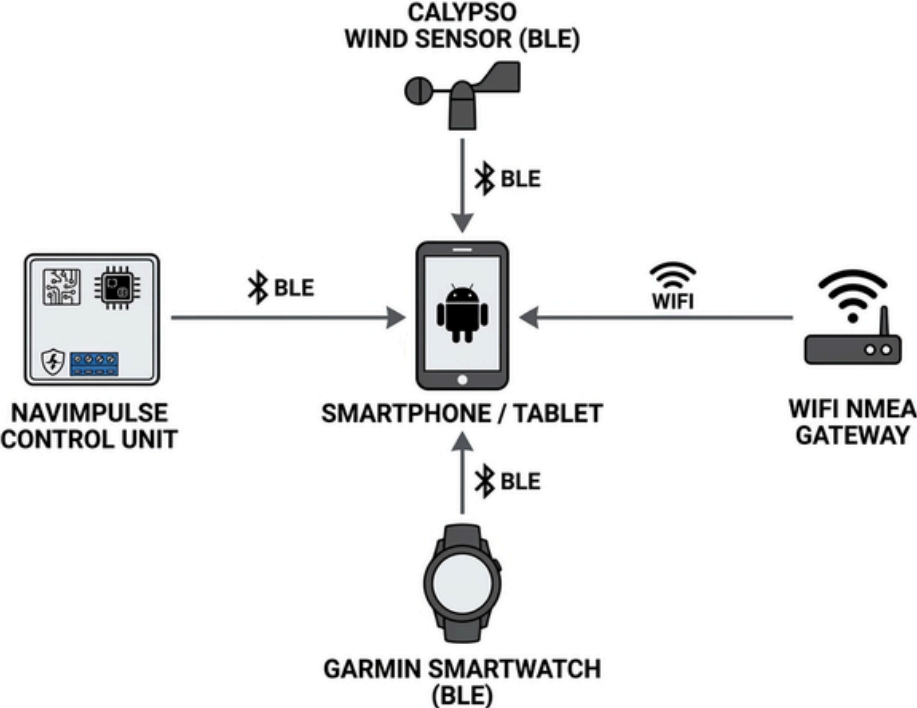 CALYPSO
WIND SENSOR (BLE)
BLE
BLE
WIFI
NAVIMPULSE
CONTROL UNIT
SMARTPHONE / TABLET
WIFI NMEA
GATEWAY
BLE
GARMIN SMARTWATCH
(BLE)